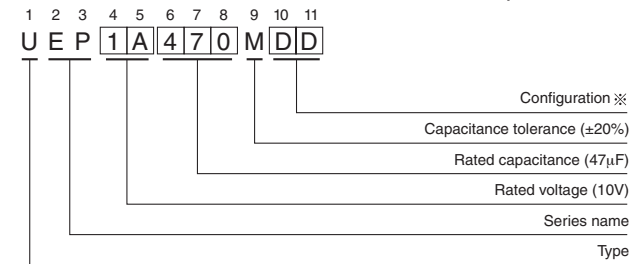 1 2 3 4 5 6 7 8 9 10 11
U E P 1 A 4 7 0 M D D
Configuration ※
Capacitance tolerance (±20%)
Rated capacitance (47μF)
Rated voltage (10V)
Series name
Type